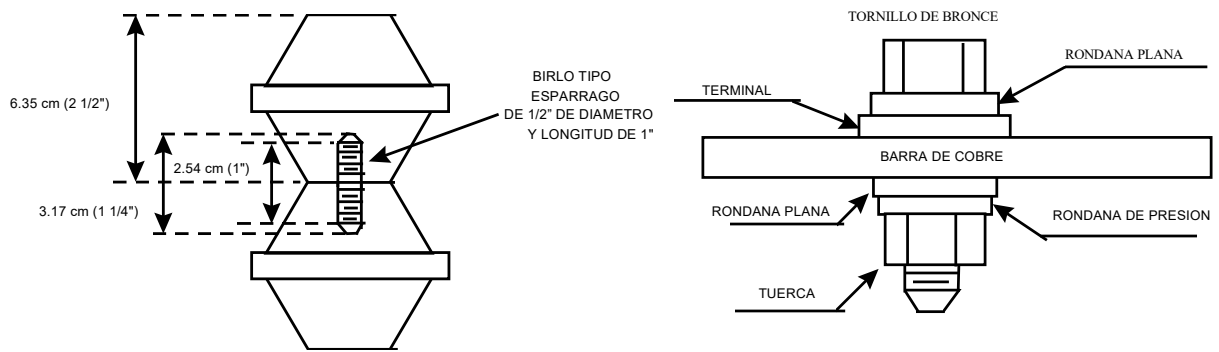 6.35 cm (2 1/2")
2.54 cm (1")
3.17 cm (1 1/4")
BIRLO TIPO
ESPARRAGO
DE 1/2” DE DIAMETRO
Y LONGITUD DE 1"
TORNILLO DE BRONCE
RONDANA PLANA
TERMINAL
BARRA DE COBRE
RONDANA PLANA
RONDANA DE PRESION
TUERCA